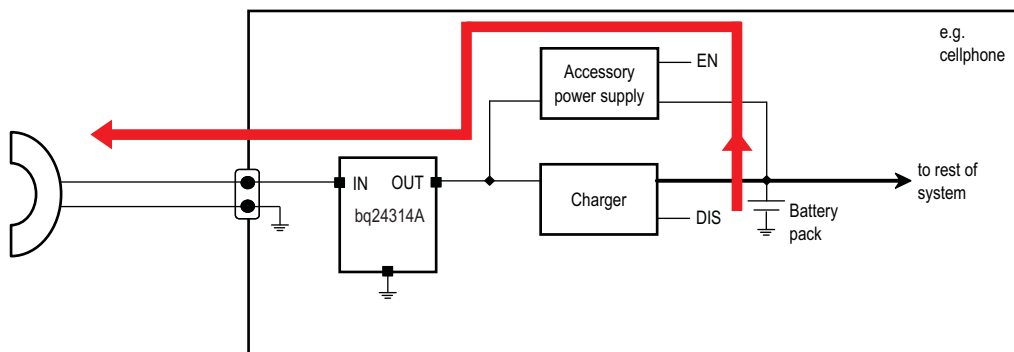 e.g.
cellphone
Accessory
power supply
EN
IN
OUT
bq24314A
Charger
DIS
to rest of
system
Battery
pack